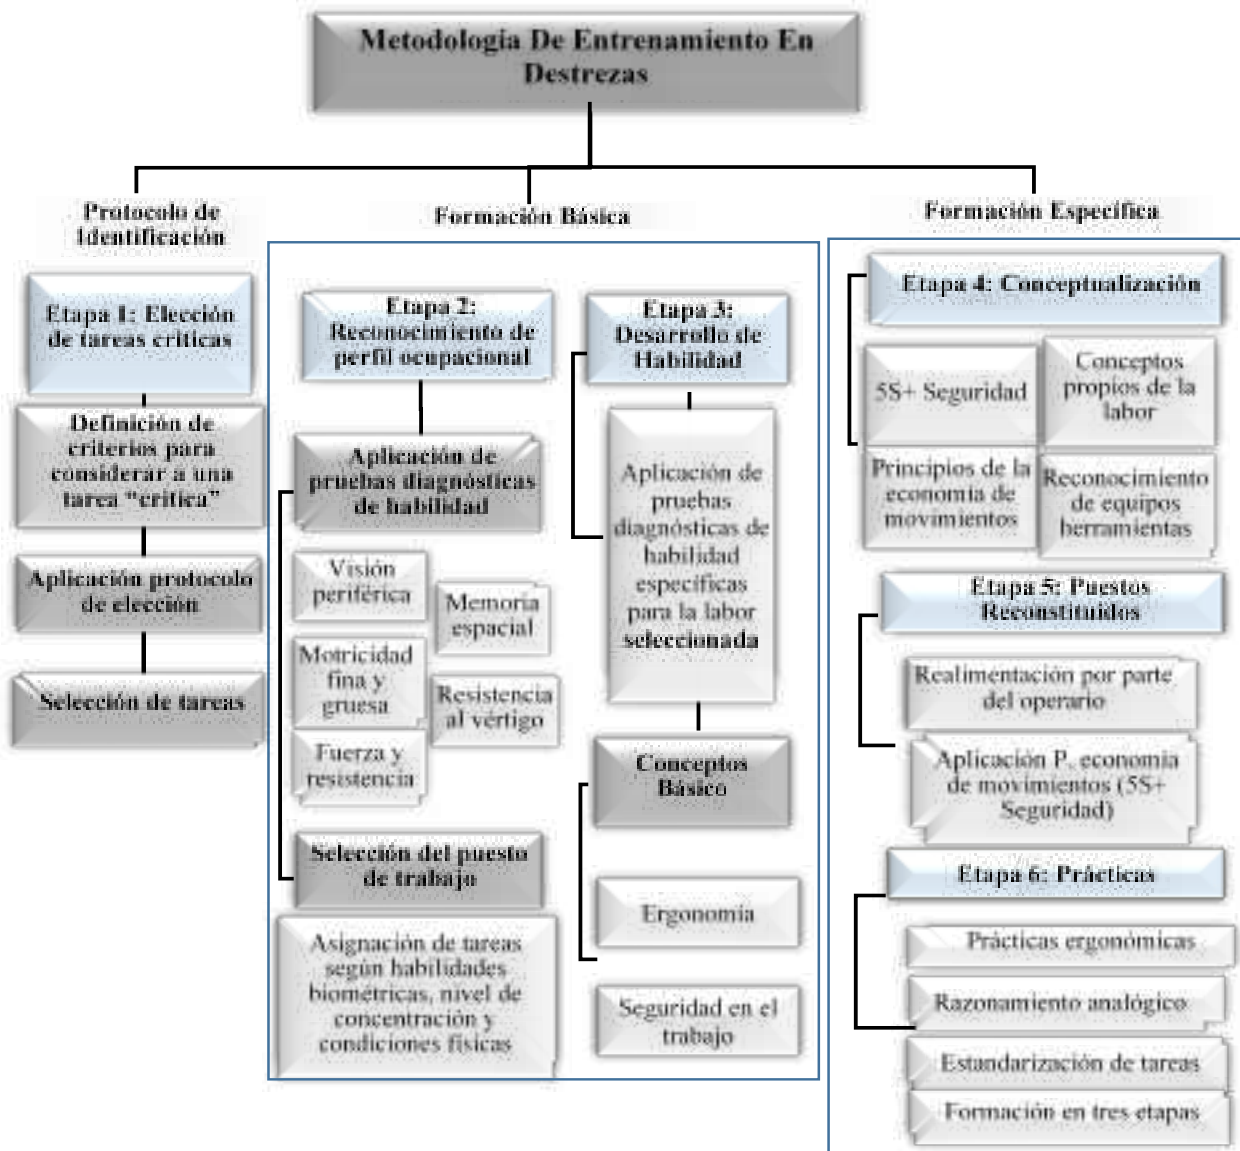 Metodologia De Entrenamiento En
Destrezas
Protocolo de
Identificación
Formación Básica
Formación Específica
Etapa 1: Elección
de tareas criticas
Definición de
criterios para
considerar a una
tarea “critica”
Aplicación protocolo
de elección
Selección de tareas
Etapa 2:
Reconocimiento de
perfil ocupacional
Aplicación de
pruebas diagnósticas
de habilidad
Visión
periférica
Memoria
espacial
Motricidad
fina y
gruesa
Resistencia
al vértigo
Fuerza y
resistencia
Selección del puesto
de trabajo
Asignación de tareas
según habilidades
biométricas, nivel de
concentración y
condiciones físicas
Etapa 3:
Desarrollo de
Habilidad
Aplicación de
pruebas
diagnósticas de
habilidad
específicas
para la labor
seleccionada
Conceptos
Básico
Ergonomía
Seguridad en el
trabajo
Etapa 4: Conceptualización
5S+ Seguridad
Conceptos
propios de la
labor
Principios de la
economía de
movimientos
Reconocimiento
de equipos
herramientas
Etapa 5: Puestos
Reconstituidos
Realimentación por parte
del operario
Aplicación P. economía
de movimientos (5S+
Seguridad)
Etapa 6: Prácticas
Prácticas ergonómicas
Razonamiento analógico
Estandarización de tareas
Formación en tres etapas